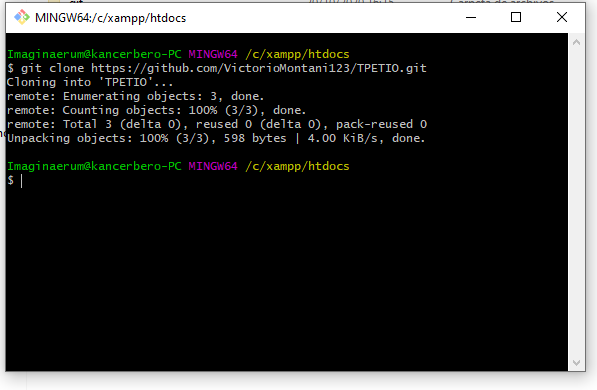 MINGW64:/c/xampp/htdocs
Imaginaerum@kancerbero-PC MINGW64 /c/xampp/htdocs
$ git clone https://github.com/VictorioMontani123/TPETIO.git
Cloning into 'TPETIO'...
remote: Enumerating objects: 3, done.
remote: Counting objects: 100% (3/3), done.
remote: Total 3 (delta 0), reused 0 (delta 0), pack-reused 0
Unpacking objects: 100% (3/3), 598 bytes | 4.00 KiB/s, done.
Imaginaerum@kancerbero-PC MINGW64 /c/xampp/htdocs
$